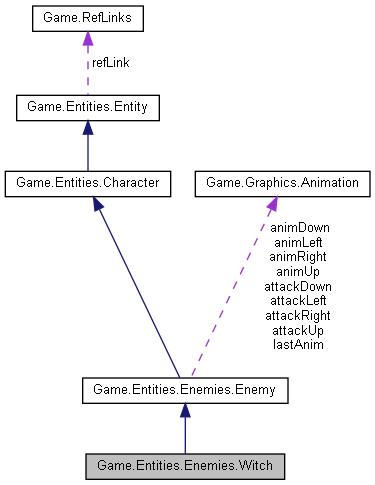 Game.RefLinks
refLink
Game.Entities.Entity
Game.Entities.Character
Game.Graphics.Animation
animDown
animLeft
animRight
animUp
attackDown
attackLeft
attackRight
attackUp
lastAnim
Game.Entities.Enemies.Enemy
Game.Entities.Enemies.Witch